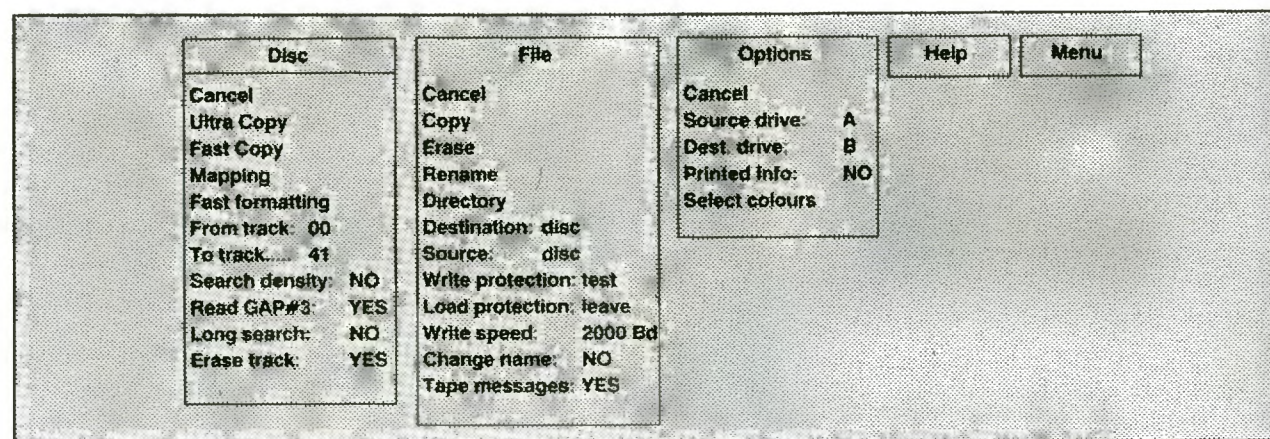 Disc
Cancel
Ultra Copy
Fast Copy
Mapping
Fast formatting
From track: 00
To track..... 41
Search density: NO
Read GAP#3: YES
Long search: NO
Erase track: YES
File
Cancel
Copy
Erase
Rename
Directory
Destination: disc
Source: disc
Write protection: test
Load protection: leave
Write speed: 2000 Bd
Change name: NO
Tape messages: YES
Options
Cancel
Source drive: A
Dest. drive: B
Printed Info: NO
Select colours
Help
Menu